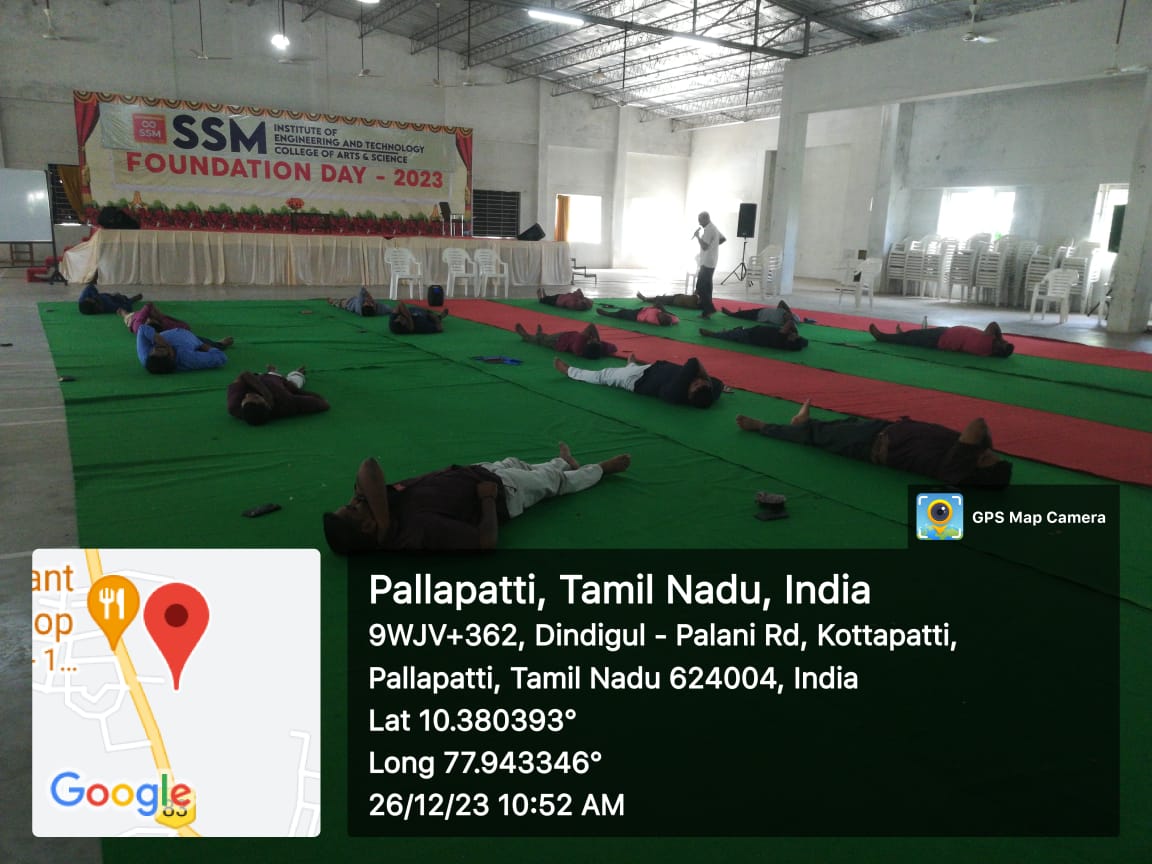 SSM
SSM
INSTITUTE OF
ENGINEERING AND TECHNOLOGY
COLLEGE OF ARTS & SCIENCE
FOUNDATION DAY - 2023
GPS Map Camera
ant
op
- 1...
Google
83
Pallapatti, Tamil Nadu, India
9WJV+362, Dindigul - Palani Rd, Kottapatti,
Pallapatti, Tamil Nadu 624004, India
Lat 10.380393°
Long 77.943346°
26/12/23 10:52 AM